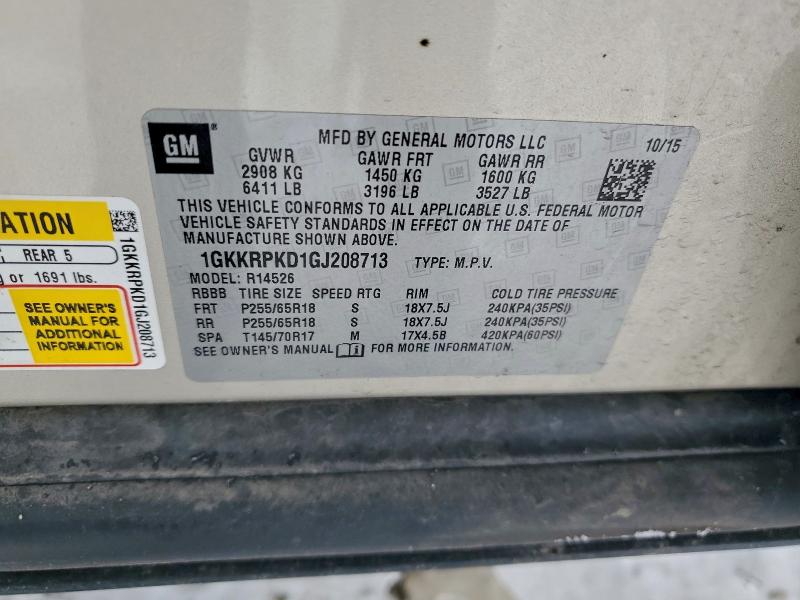 GM ®
MFD BY GENERAL MOTORS LLC 10/15
GVWR GAWR FRT GAWR RR
2908 KG 1450 KG 1600 KG
6411 LB 3196 LB 3527 LB
THIS VEHICLE CONFORMS TO ALL APPLICABLE U.S. FEDERAL MOTOR
VEHICLE SAFETY STANDARDS IN EFFECT ON THE DATE OF
MANUFACTURE SHOWN ABOVE.
1GKKRPKD1GJ208713 TYPE: M.P.V.
MODEL: R14526
RBBB TIRE SIZE SPEED RTG RIM COLD TIRE PRESSURE
FRT P255/65R18 S 18X7.5J 240KPA(35PSI)
RR P255/65R18 S 18X7.5J 240KPA(35PSI)
SPA T145/70R17 M 17X4.5B 420KPA(60PSI)
SEE OWNER'S MANUAL FOR MORE INFORMATION.
REAR 5
or 1691 lbs.
SEE OWNER'S
MANUAL FOR
ADDITIONAL
INFORMATION
1GKKRPKD1GJ208713